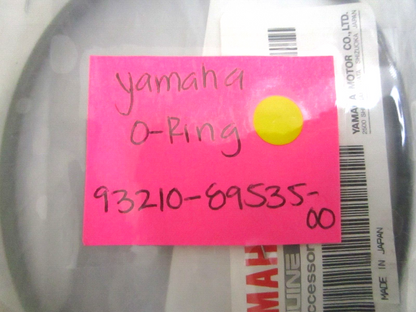 yamaha
O-Ring
93210-89535-
00
YAMAHA MOTOR CO., LTD.
MADE IN JAPAN